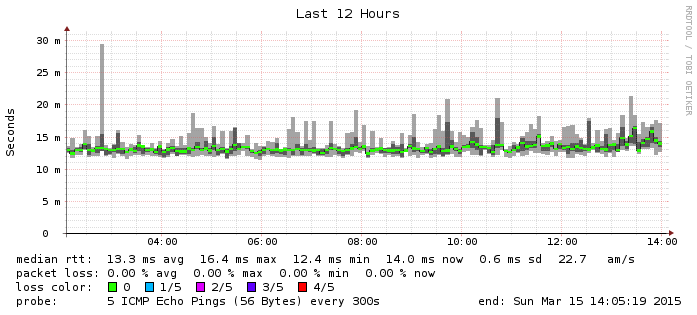 Last 12 Hours
RRDTOOL / TOBI OETIKER
Seconds
30 m
25 m
20 m
15 m
10 m
5 m
0
04:00 06:00 08:00 10:00 12:00 14:00
median rtt: 13.3 ms avg 16.4 ms max 12.4 ms min 14.0 ms now 0.6 ms sd 22.7 am/s
packet loss: 0.00 % avg 0.00 % max 0.00 % min 0.00 % now
loss color: 0 1/5 2/5 3/5 4/5
probe: 5 ICMP Echo Pings (56 Bytes) every 300s end: Sun Mar 15 14:05:19 2015